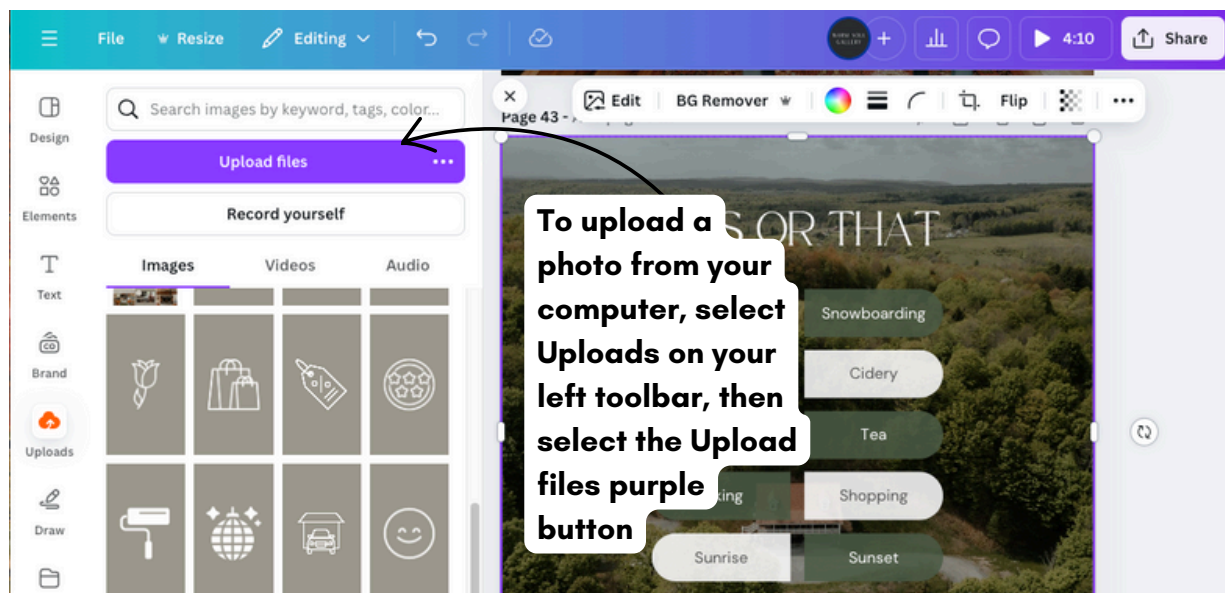 File Resize Editing 4:10 Share
Design
Elements
Text
Brand
Uploads
Draw
Search images by keyword, tags, color...
Upload files
Record yourself
Images Videos Audio
Edit BG Remover Flip
Page 43 -
To upload a
photo from your
computer, select
Uploads on your
left toolbar, then
select the Upload
files purple
button
S OR THAT
Snowboarding
Cidery
Tea
king Shopping
Sunrise Sunset